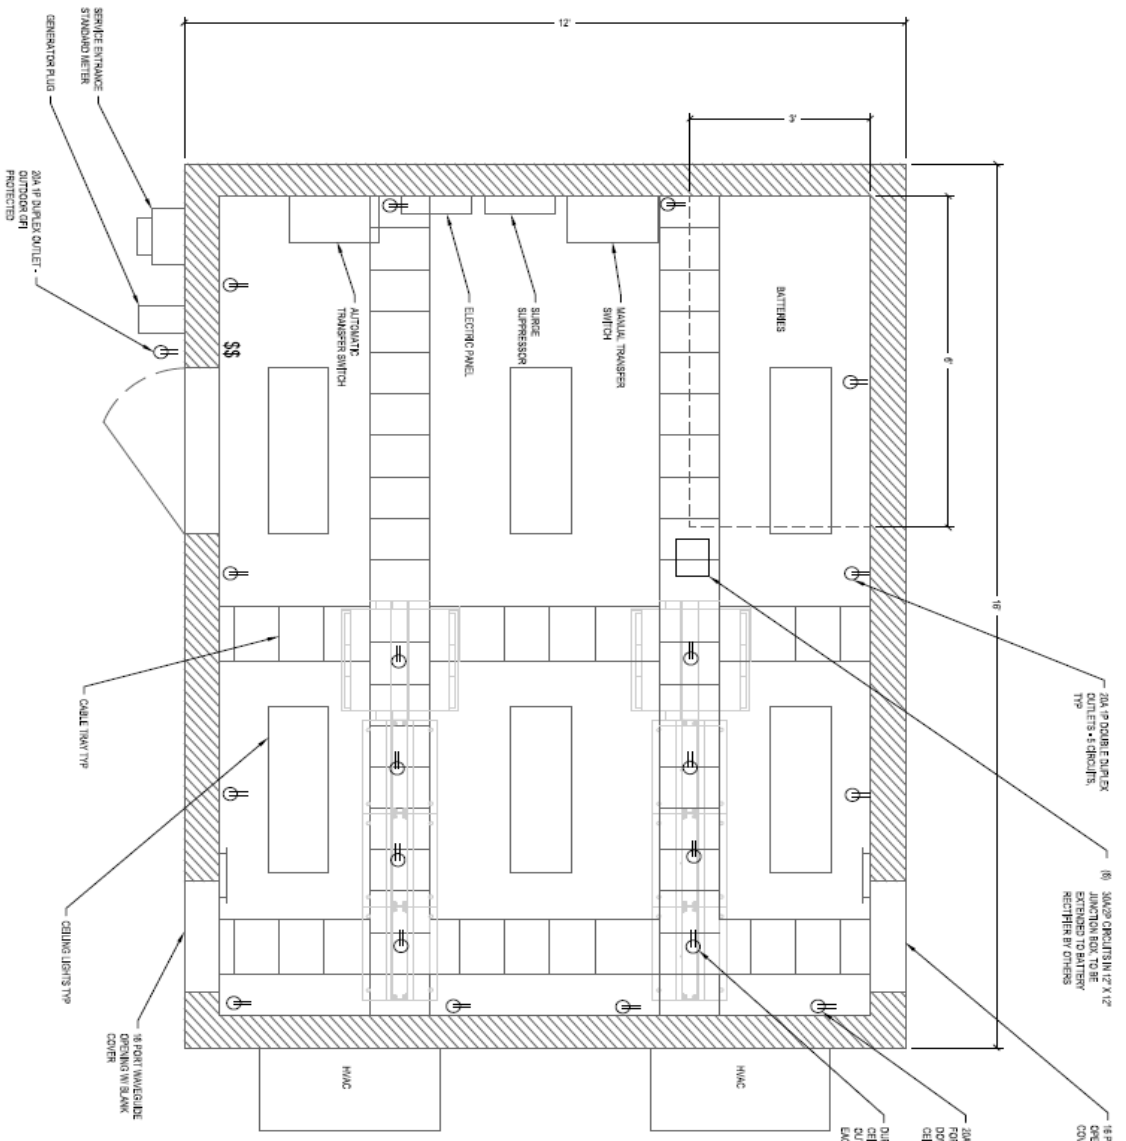 12'
3'
SERVICE ENTRANCE
STANDARD METER
GENERATOR PLUG
20A 1P DUPLEX OUTLET -
OUTDOOR GFI
PROTECTED
$$
AUTOMATIC
TRANSFER SWITCH
ELECTRIC PANEL
SURGE
SUPPRESSOR
MANUAL TRANSFER
SWITCH
BATTERIES
6'
16'
20A 1P DOUBLE DUPLEX
OUTLETS - 5 CIRCUITS,
TYP
(6) 30A/2P CIRCUITS IN 12" X 12"
JUNCTION BOX, TO BE
EXTENDED TO BATTERY
RECTIFIER BY OTHERS
CABLE TRAY TYP
CEILING LIGHTS TYP
16 PORT WAVEGUIDE
OPENING W/ BLANK
COVER
HVAC
HVAC